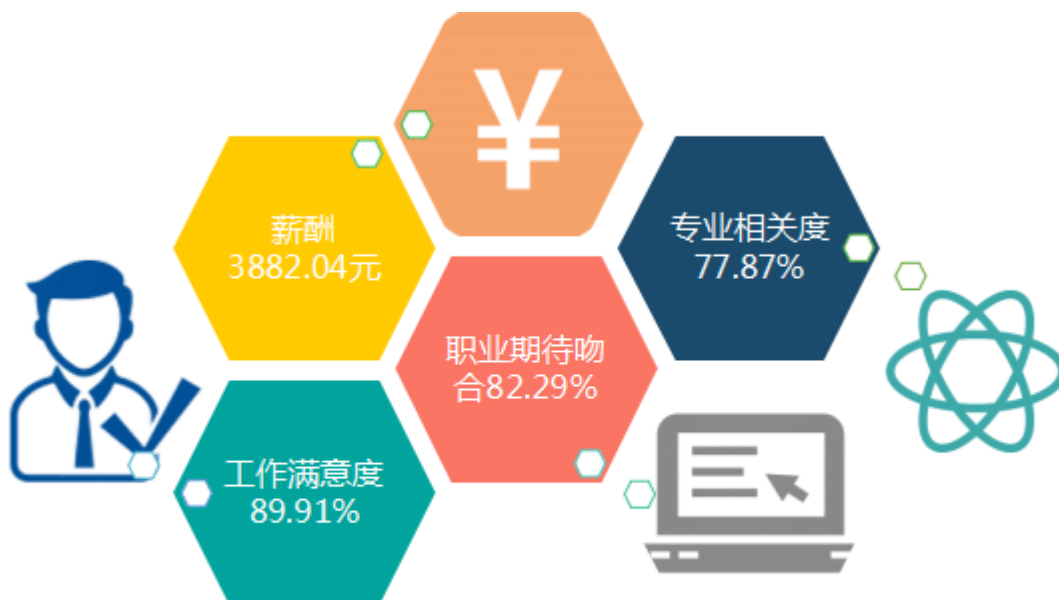 ¥
薪酬
3882.04元
专业相关度
77.87%
职业期待吻
合82.29%
工作满意度
89.91%